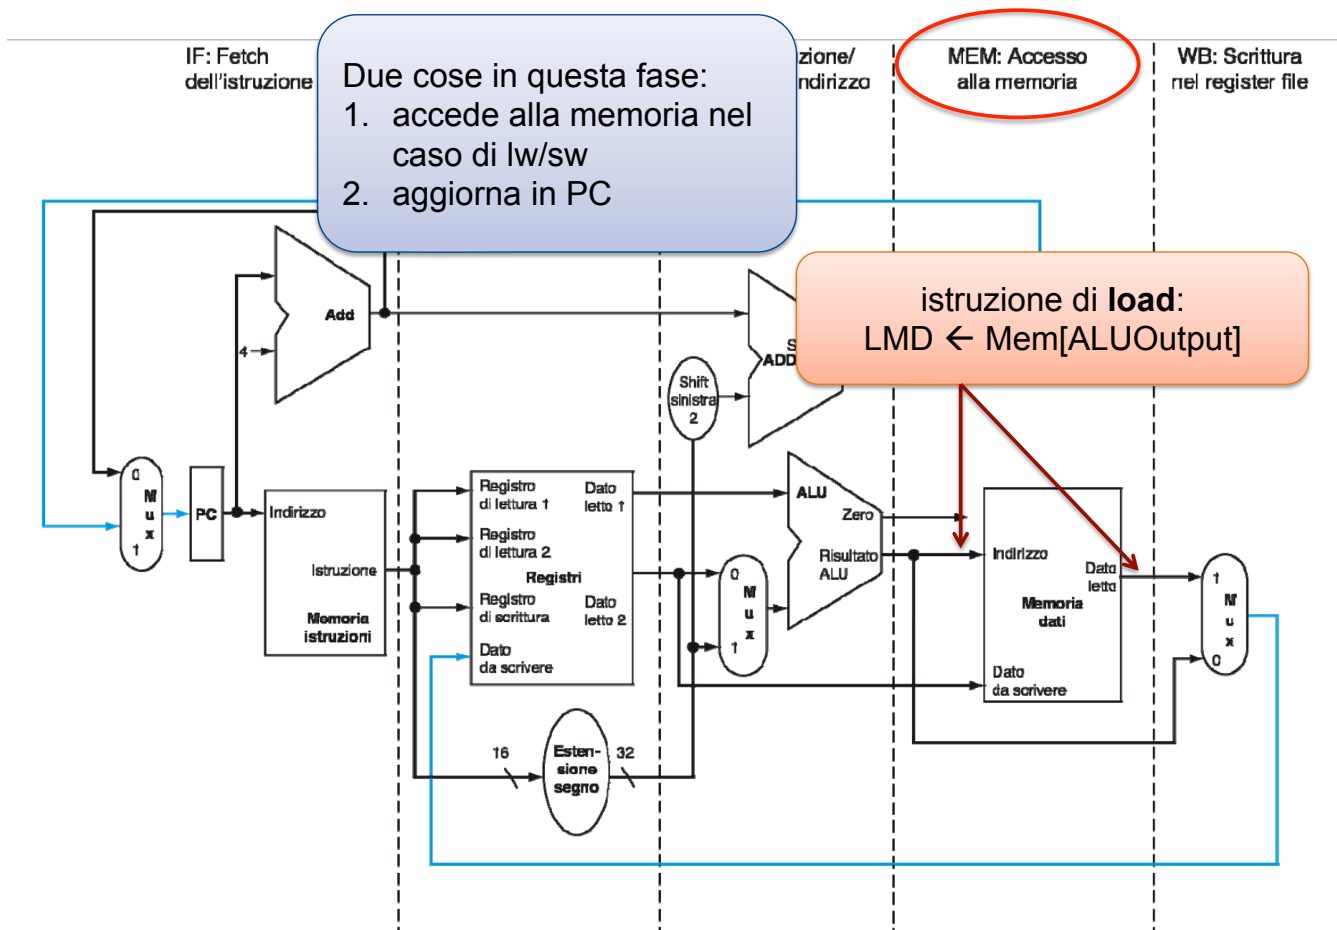 IF: Fetch
dell'istruzione
Due cose in questa fase:
1. accede alla memoria nel
caso di lw/sw
2. aggiorna in PC
zione/
ndirizzo
MEM: Accesso
alla memoria
WB: Scrittura
nel register file
istruzione di load:
LMD ← Mem[ALUOutput]
Add
4
S
ADD
Shift
sinistra
2
0
M
u
x
1
PC
Indirizzo
Istruzione
Memoria
istruzioni
Registro
di lettura 1
Dato
letto 1
Registro
di lettura 2
Registri
Registro
di scrittura
Dato
letto 2
Dato
da scrivere
16
Esten-
sione
segno
32
0
M
u
x
1
ALU
Zero
Risultato
ALU
Indirizzo
Dato
letto
Memoria
dati
Dato
da scrivere
1
M
u
x
0